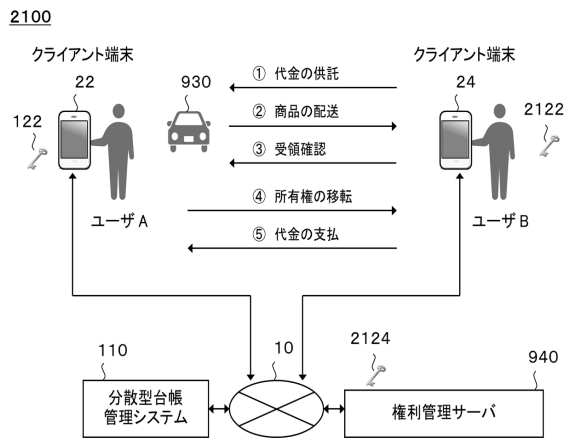 2100
クライアント端末
クライアント端末
22
930
① 代金の供託
24
122
② 商品の配送
2122
③ 受領確認
④ 所有権の移転
ユーザA
ユーザB
⑤ 代金の支払
110
10
2124
940
分散型台帳
管理システム
権利管理サーバ